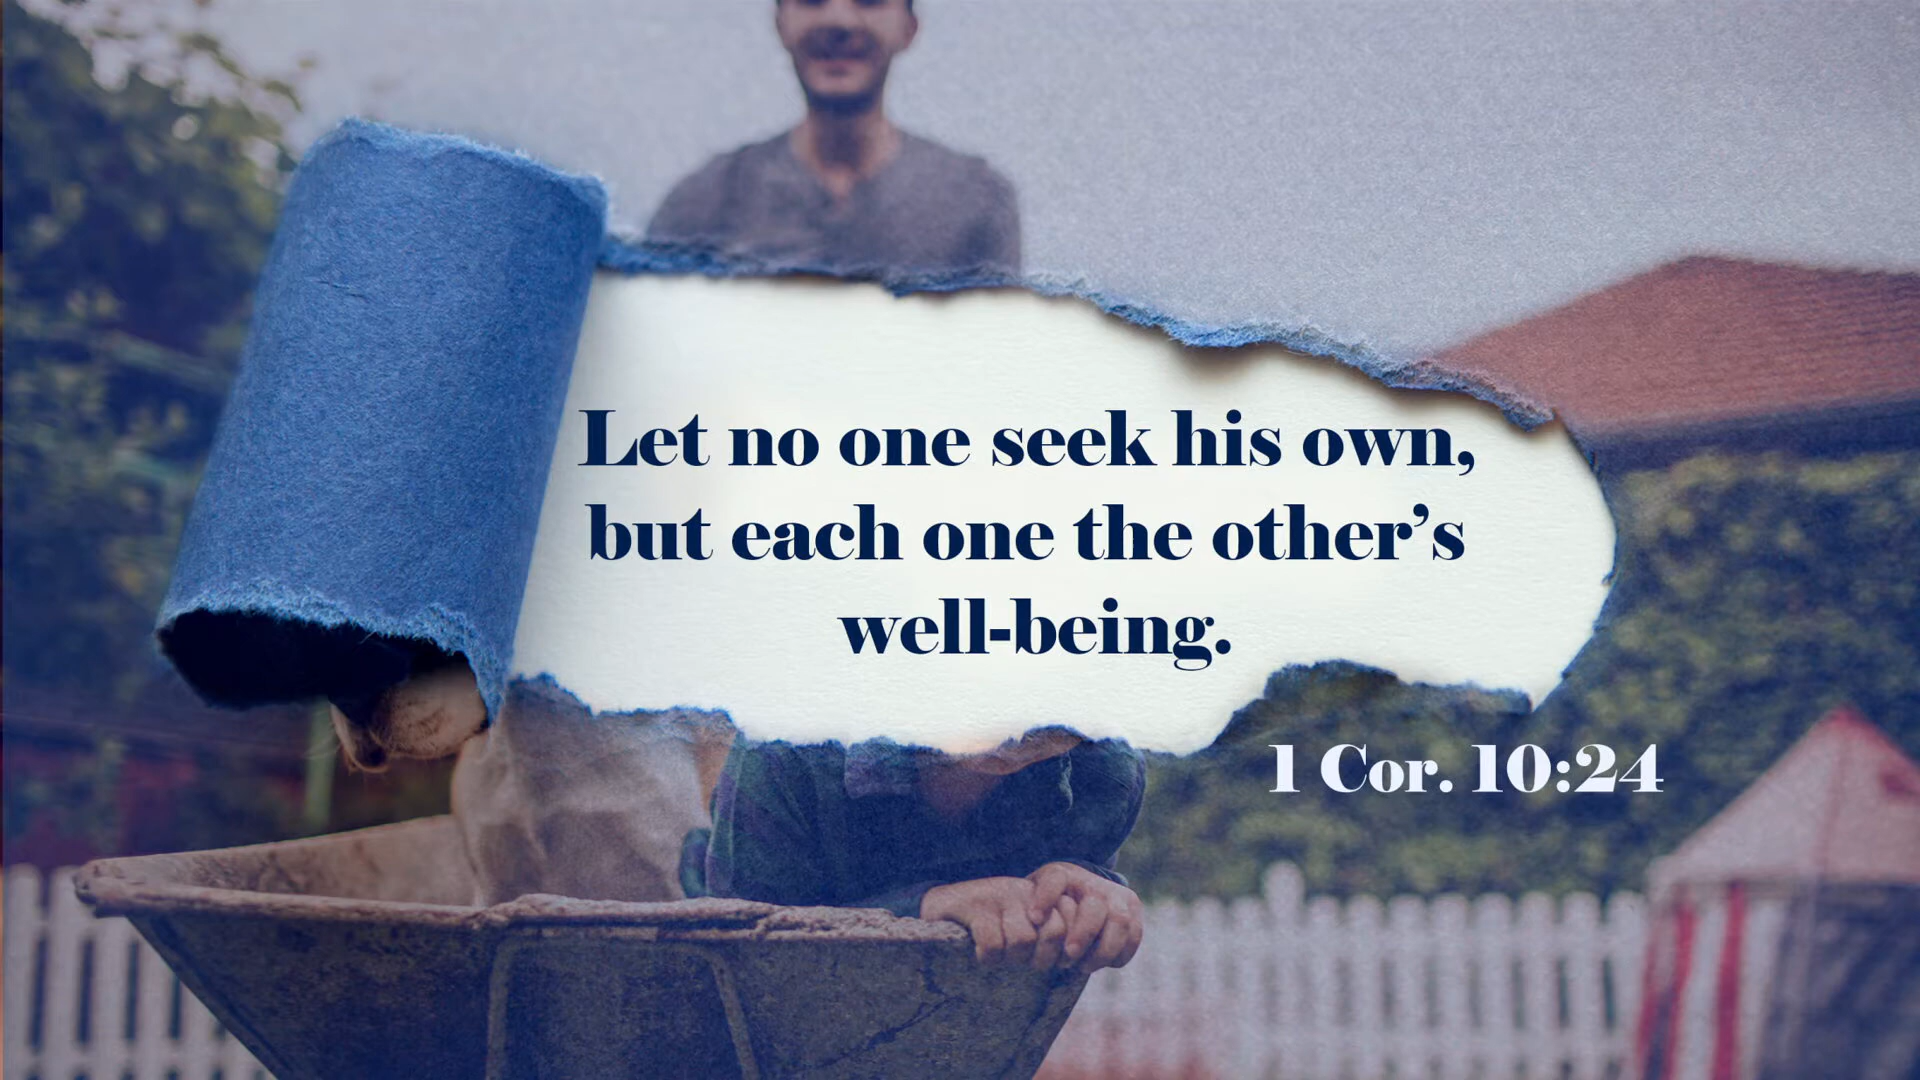 Let no one seek his own,
but each one the other’s
well-being.
1 Cor. 10:24